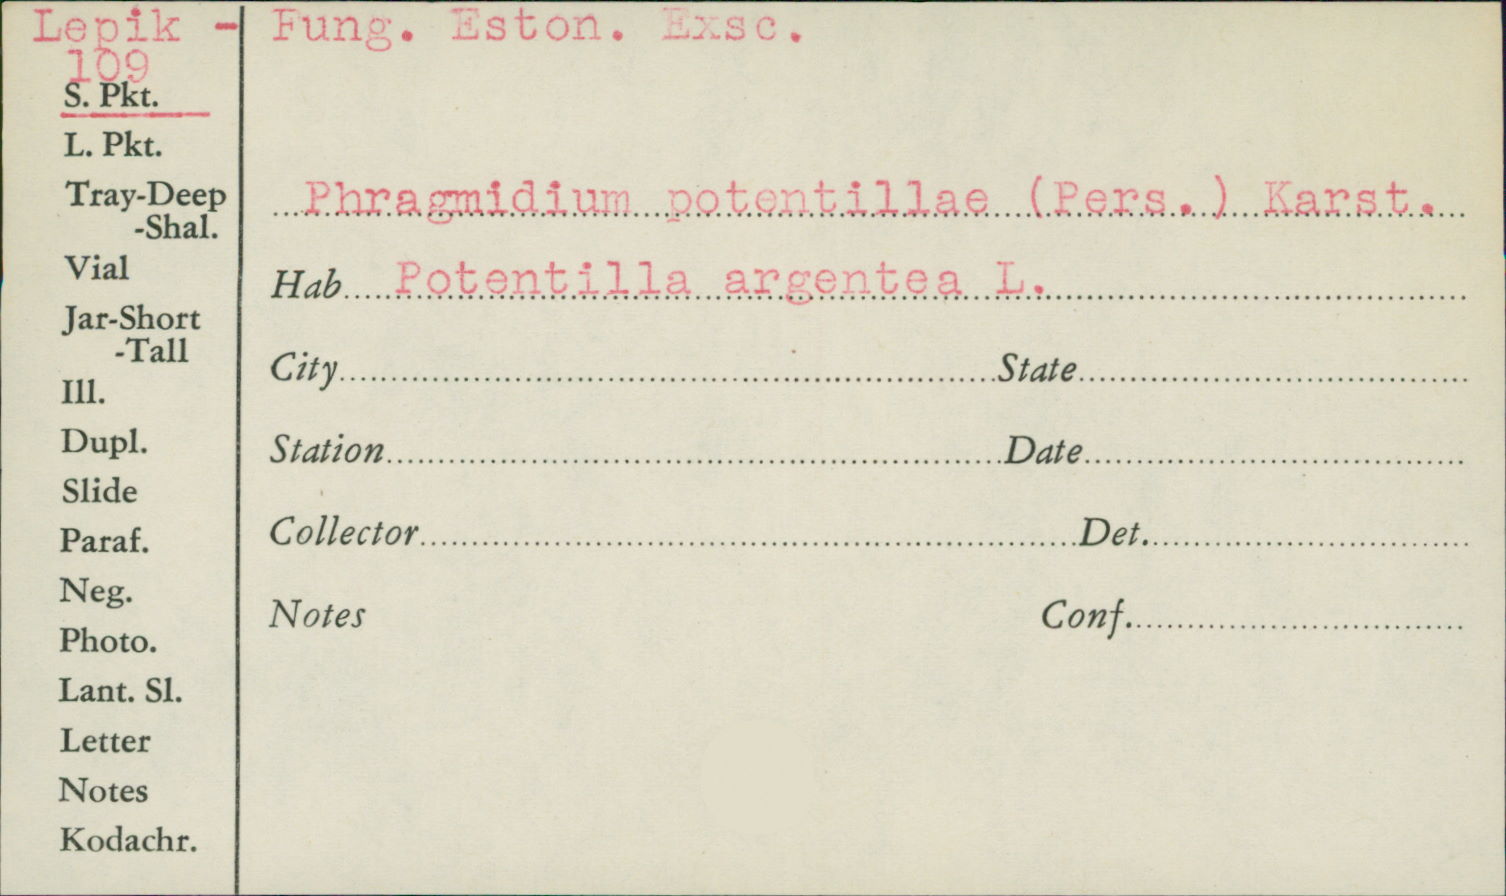 Lepik - Fung. Eston. Exsc.
109
S. Pkt.
L. Pkt.
Tray-Deep
-Shal.
Vial
Jar-Short
-Tall
Ill.
Dupl.
Slide
Paraf.
Neg.
Photo.
Lant. Sl.
Letter
Notes
Kodachr.
Phragmidium potentillae (Pers.) Karst.
Hab. Potentilla argentea L.
City State
Station Date
Collector Det.
Notes Conf.